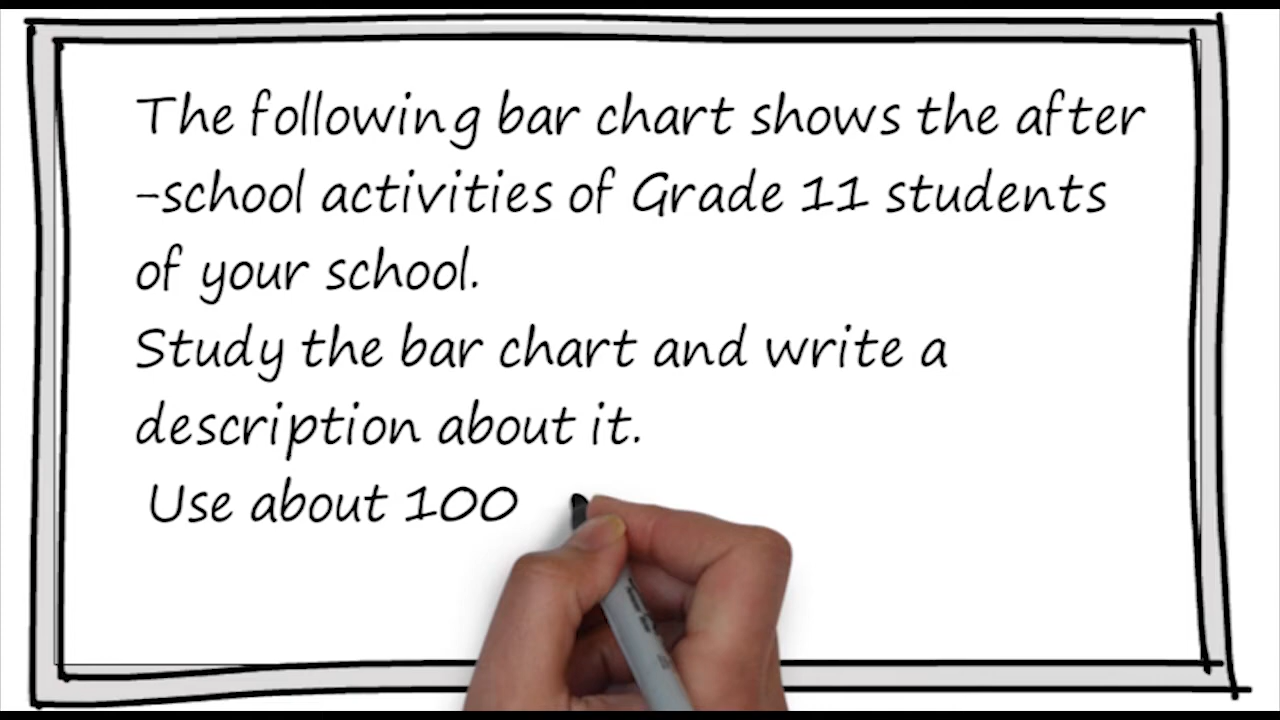 The following bar chart shows the after
-school activities of Grade 11 students
of your school.
Study the bar chart and write a
description about it.
Use about 100